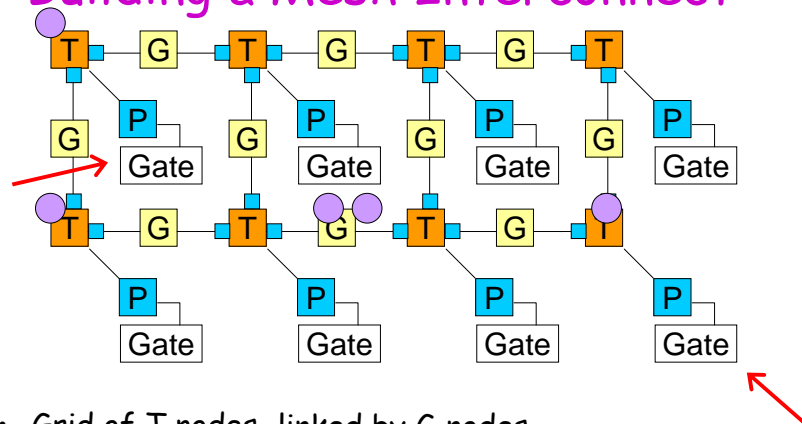 Building a Mesh Interconnect
T G T G T G T
P P P P
G G G G
Gate Gate Gate Gate
T G T G T G T
P P P P
Gate Gate Gate Gate
Grid of T nodes, linked by G nodes